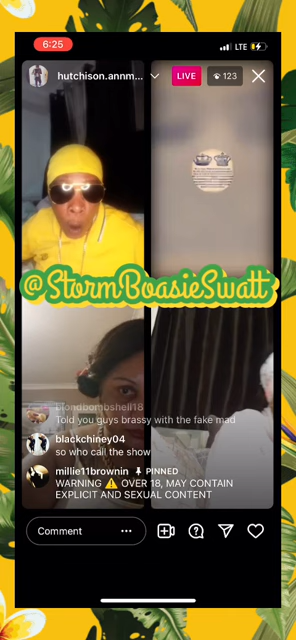 6:25
LTE
hutchison.annm...
LIVE
123
@StormBoasieSwatt
blondbombshell18
Told you guys brassy with the fake mad
blackchiney04
so who call the show
millie11brownin PINNED
WARNING ⚠️ OVER 18, MAY CONTAIN
EXPLICIT AND SEXUAL CONTENT
Comment